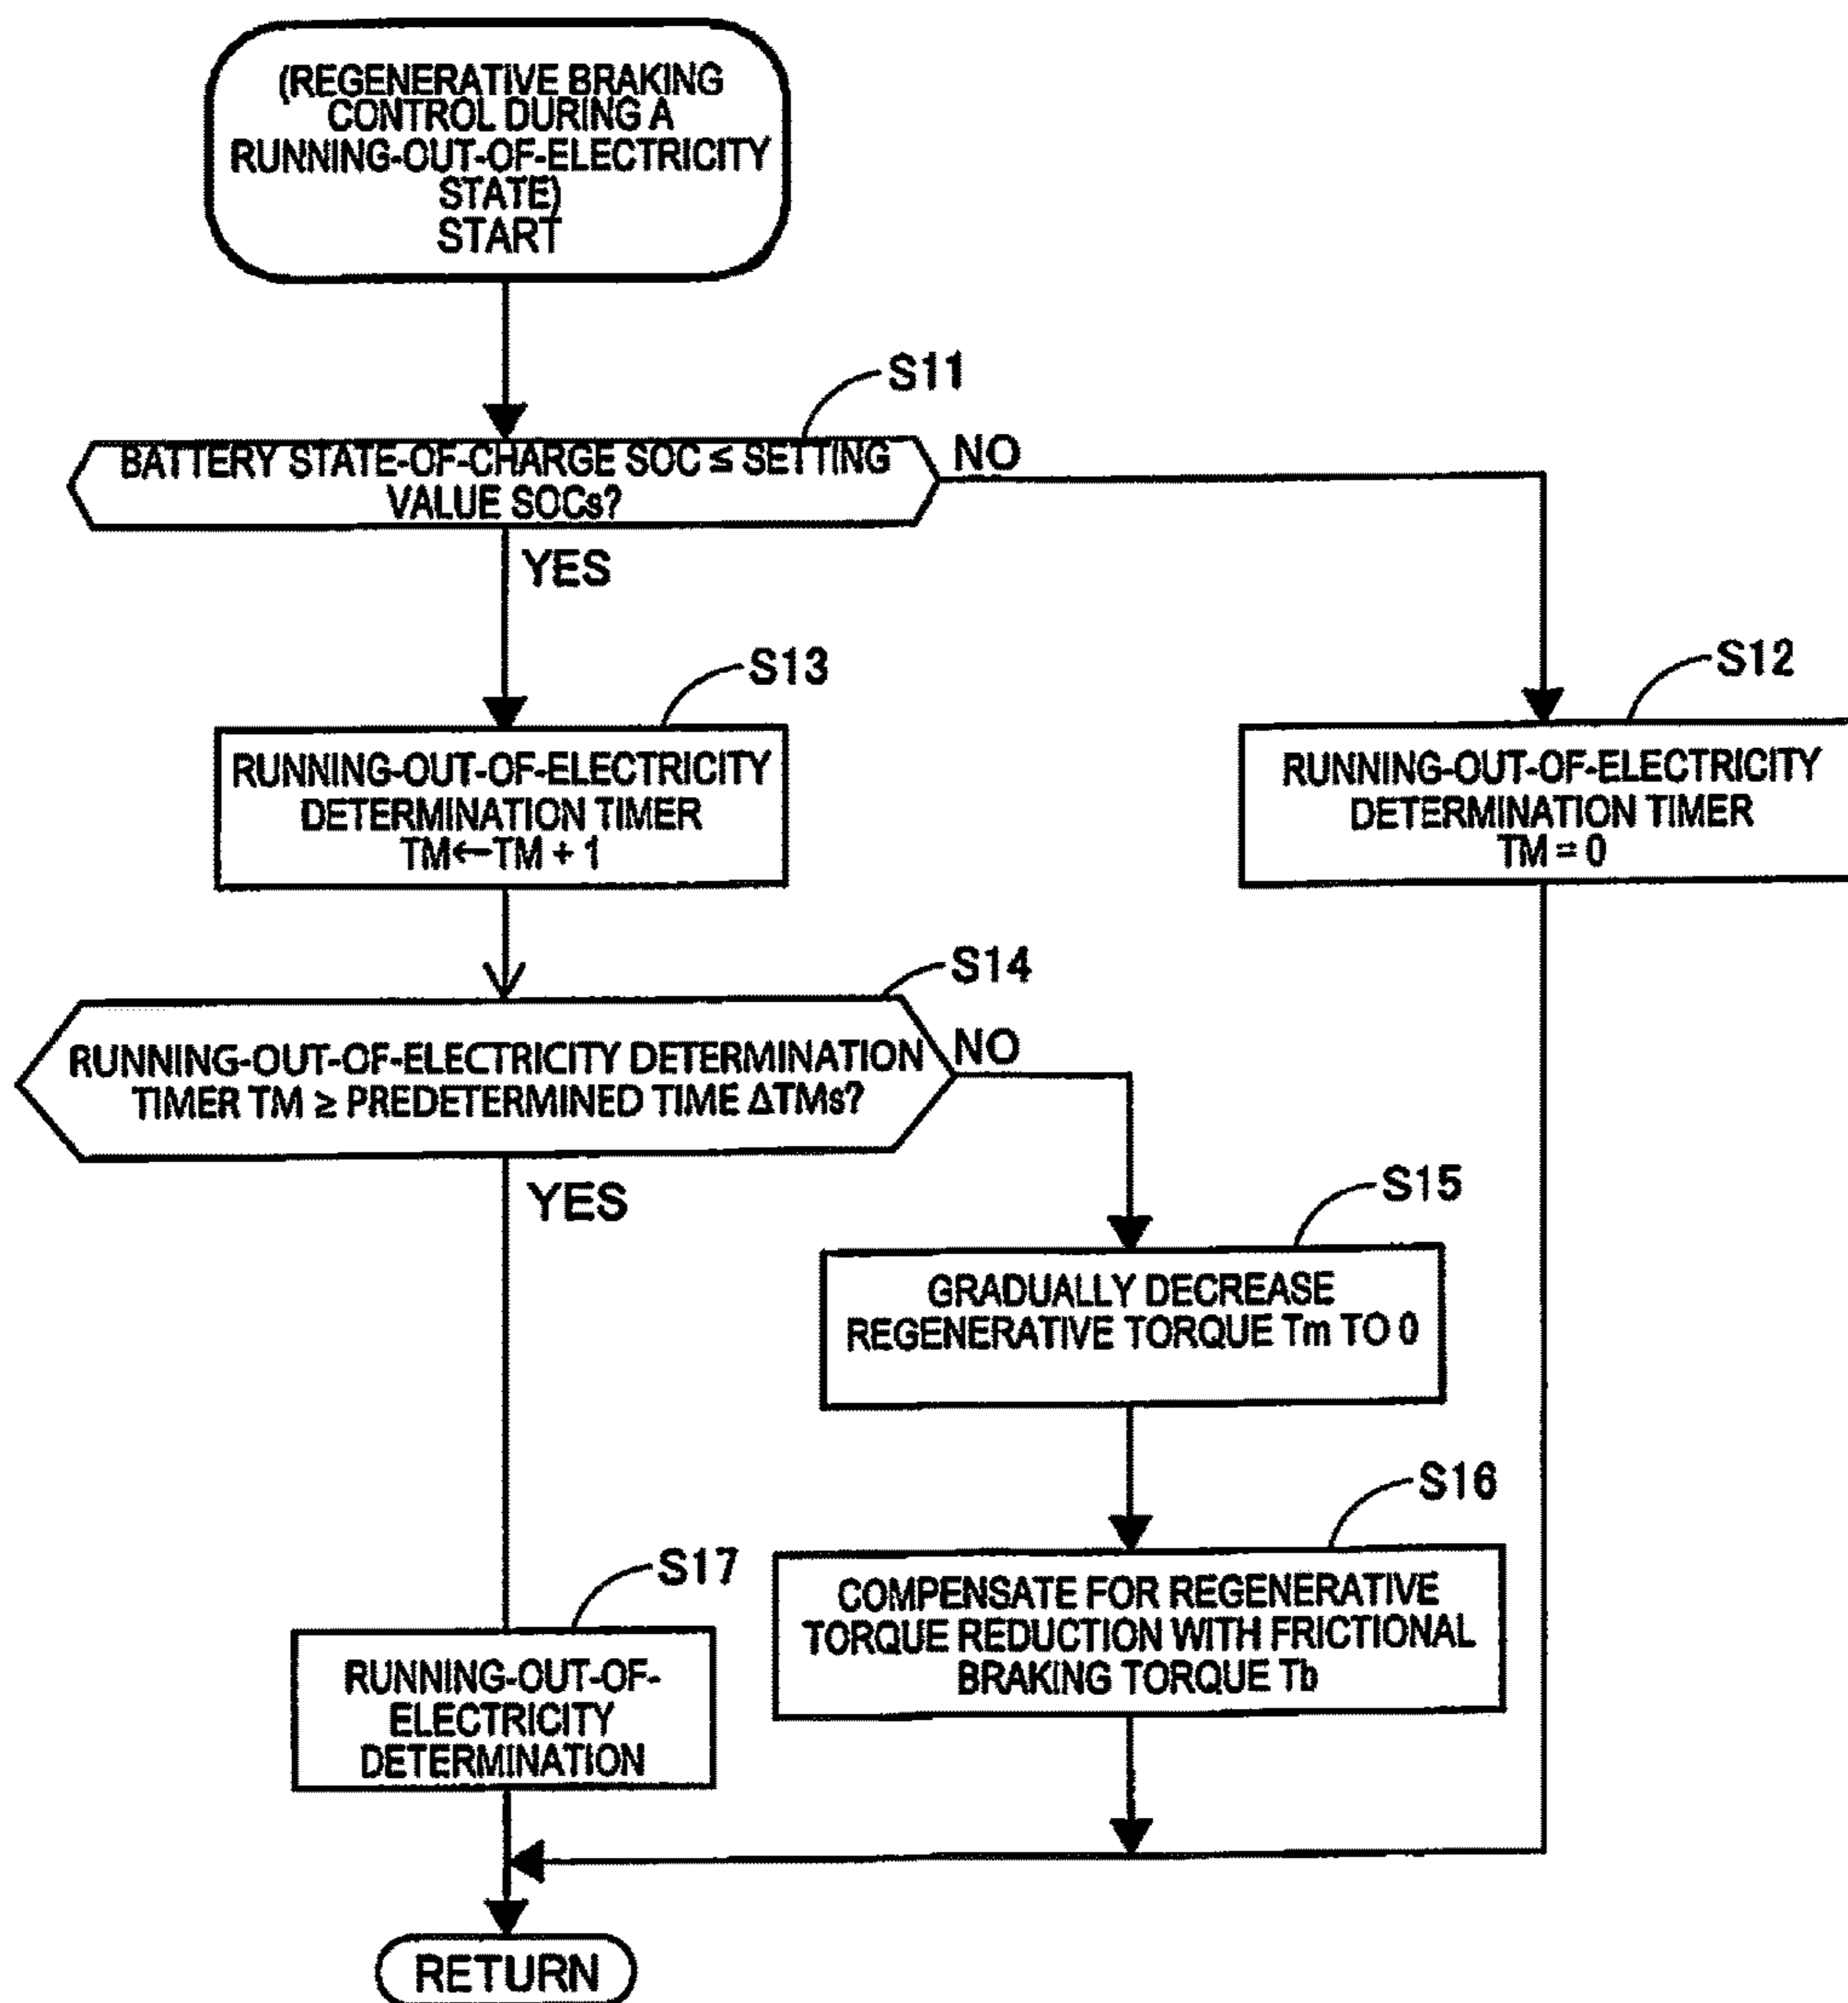 (REGENERATIVE BRAKING
CONTROL DURING A
RUNNING-OUT-OF-ELECTRICITY
STATE)
START
S11
BATTERY STATE-OF-CHARGE SOC ≤ SETTING
VALUE SOCs?
NO
YES
S13
RUNNING-OUT-OF-ELECTRICITY
DETERMINATION TIMER
TM←TM + 1
S12
RUNNING-OUT-OF-ELECTRICITY
DETERMINATION TIMER
TM = 0
S14
RUNNING-OUT-OF-ELECTRICITY DETERMINATION
TIMER TM ≥ PREDETERMINED TIME ΔTMs?
NO
YES
S15
GRADUALLY DECREASE
REGENERATIVE TORQUE Tm TO 0
S16
COMPENSATE FOR REGENERATIVE
TORQUE REDUCTION WITH FRICTIONAL
BRAKING TORQUE Tb
S17
RUNNING-OUT-OF-
ELECTRICITY
DETERMINATION
RETURN